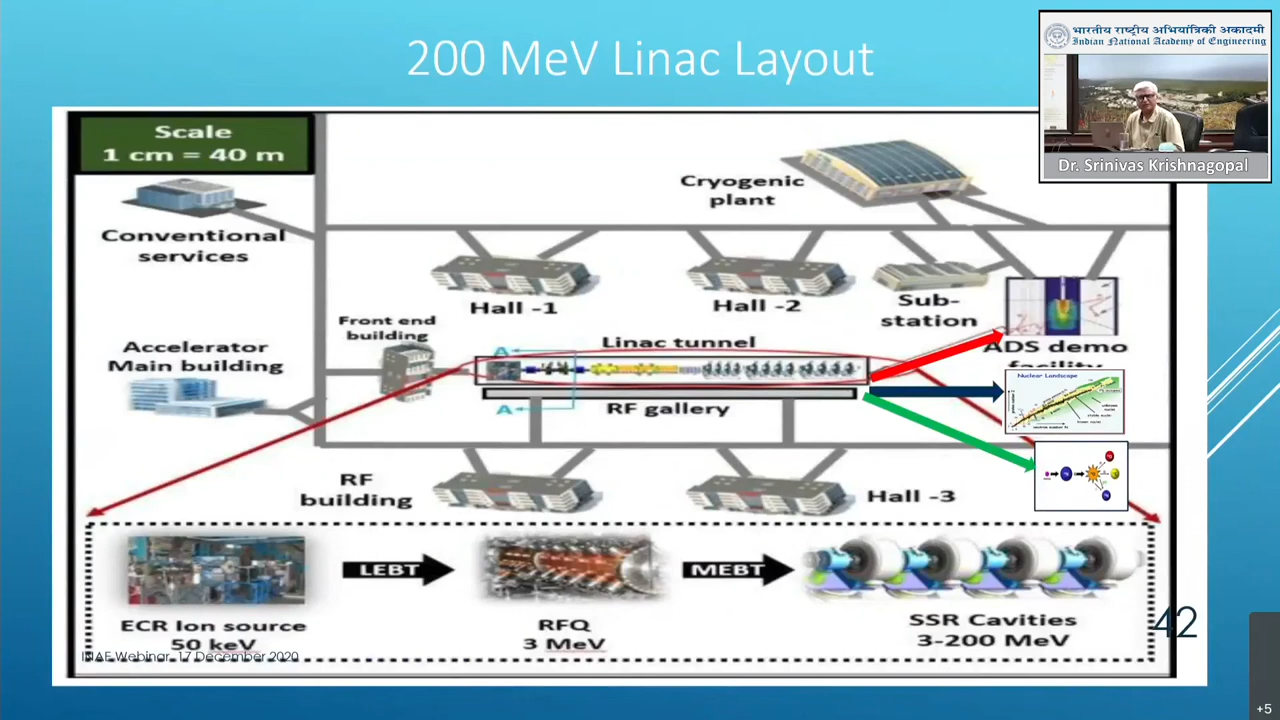 200 MeV Linac Layout
भारतीय राष्ट्रीय अभियांत्रिकी अकादमी
Indian National Academy of Engineering
Dr. Srinivas Krishnagopal
Scale
1 cm = 40 m
Conventional
services
Cryogenic
plant
Hall -1
Hall -2
Sub-
station
Front end
building
Accelerator
Main building
A
Linac tunnel
ADS demo
facility
A
RF gallery
Nuclear Landscape
RF
building
Hall -3
LEBT
MEBT
ECR Ion source
50 keV
RFQ
3 MeV
SSR Cavities
3-200 MeV
42
INAE Webinar, 17 December 2020
+5